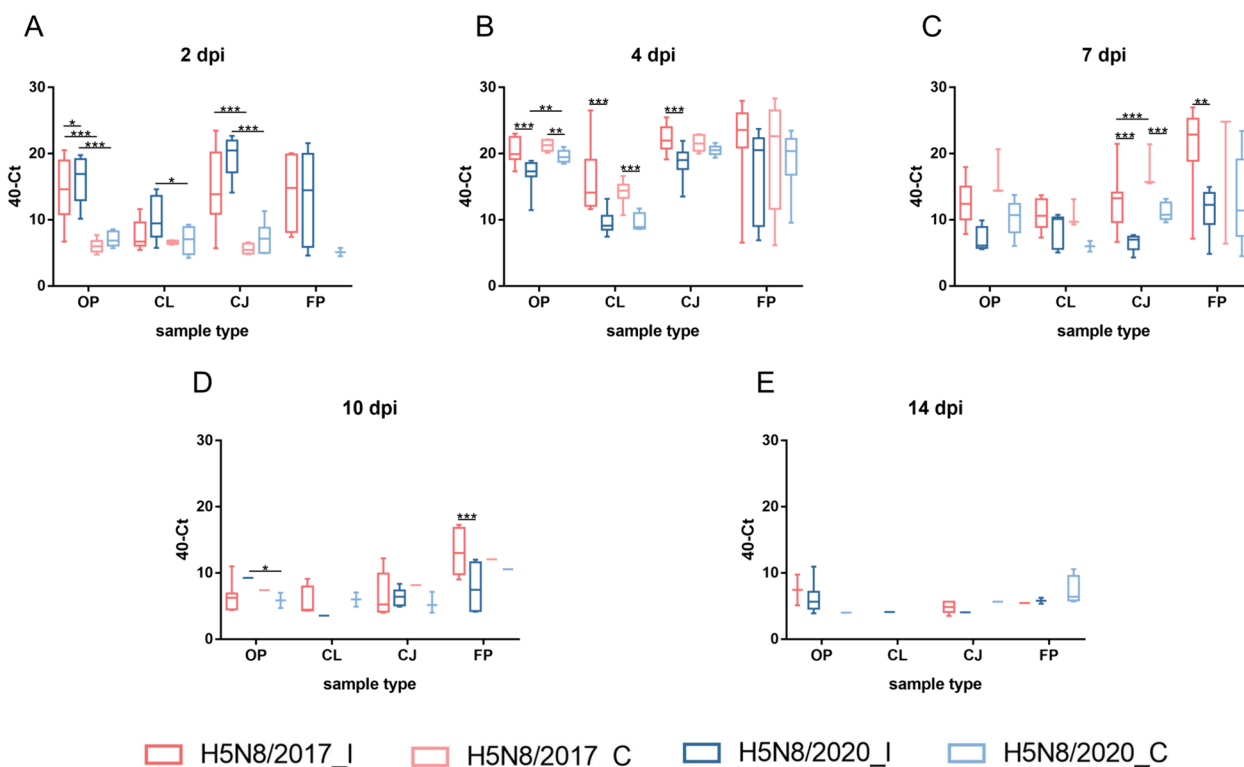 A
2 dpi
40-Ct
30
20
10
0
* *** *** * *** ***
OP CL CJ FP
sample type
B
4 dpi
40-Ct
30
20
10
0
*** ** ** *** *** ***
OP CL CJ FP
sample type
C
7 dpi
40-Ct
30
20
10
0
*** *** *** **
OP CL CJ FP
sample type
D
10 dpi
40-Ct
30
20
10
0
* ***
OP CL CJ FP
sample type
E
14 dpi
40-Ct
30
20
10
0
OP CL CJ FP
sample type
H5N8/2017_I H5N8/2017_C H5N8/2020_I H5N8/2020_C